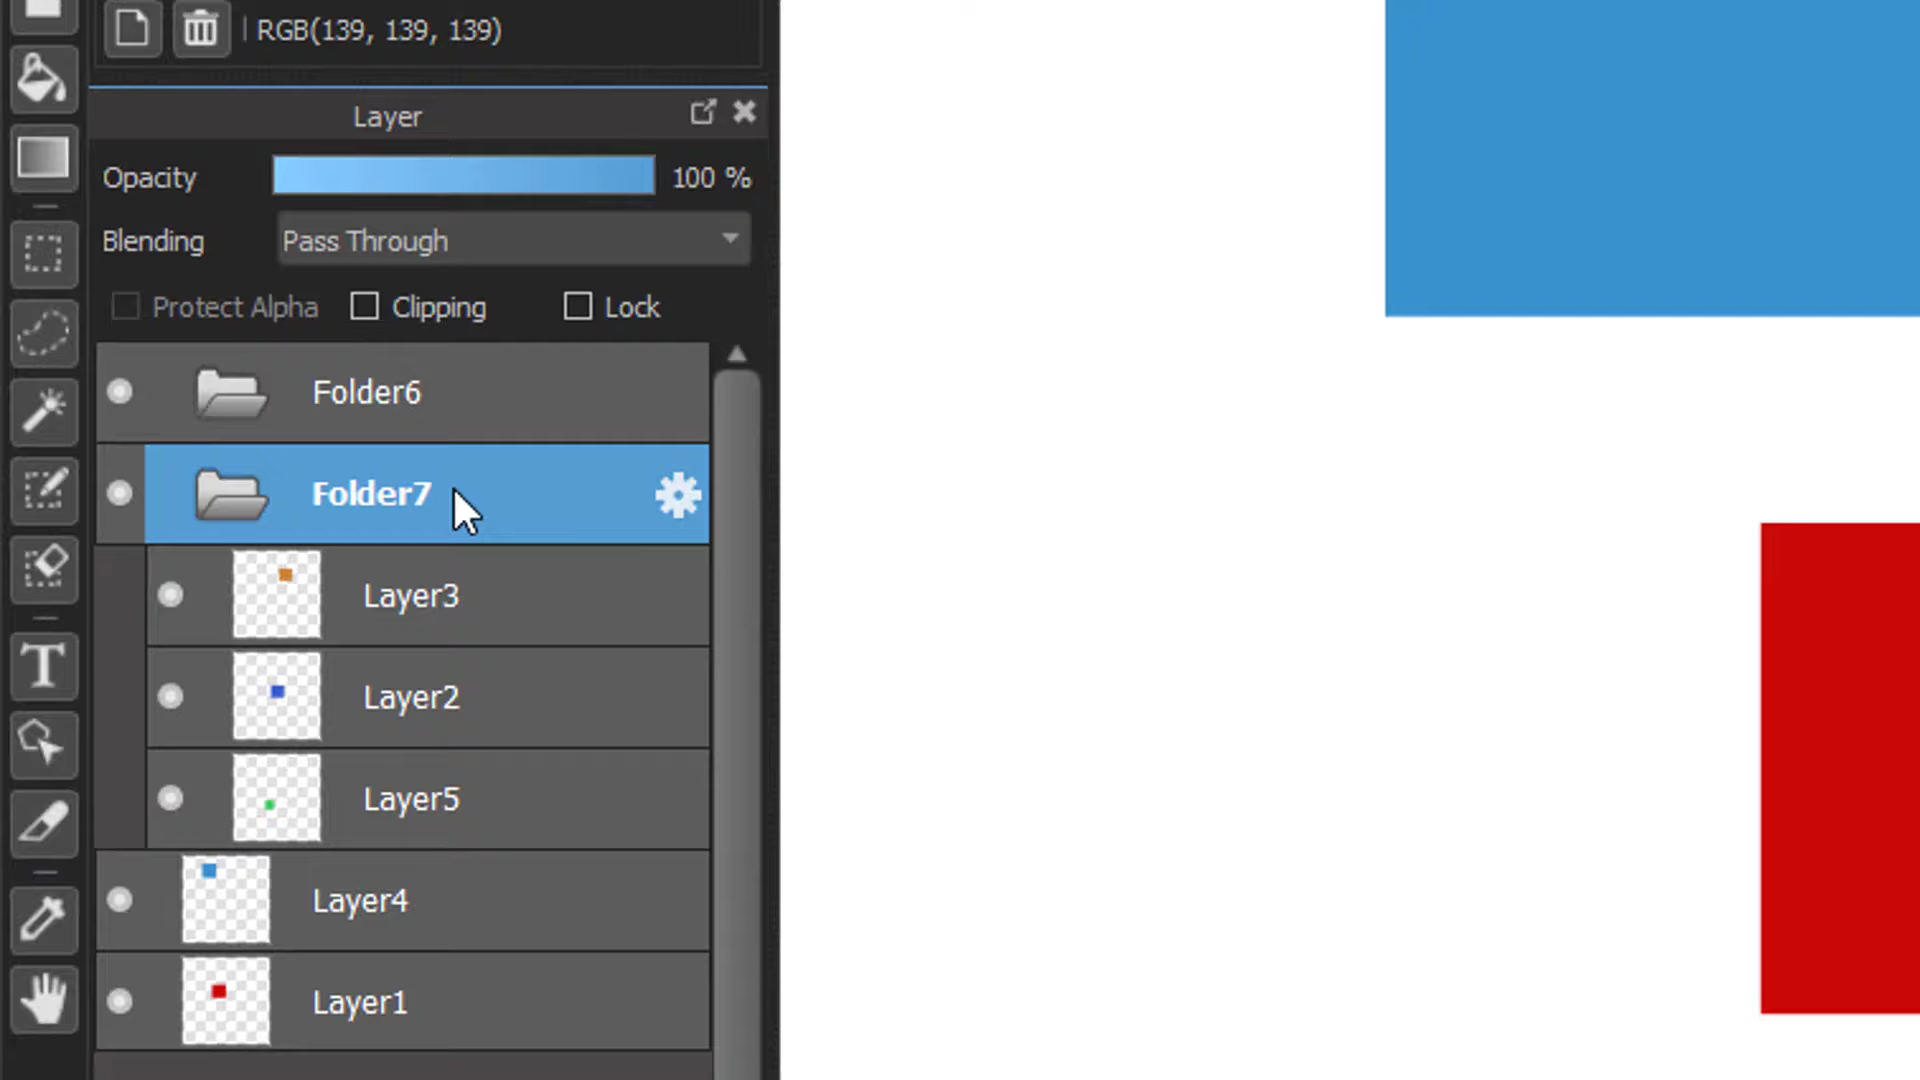 RGB(139, 139, 139)
Layer
Opacity 100 %
Blending Pass Through
Protect Alpha Clipping Lock
Folder6
Folder7
Layer3
Layer2
Layer5
Layer4
Layer1
T